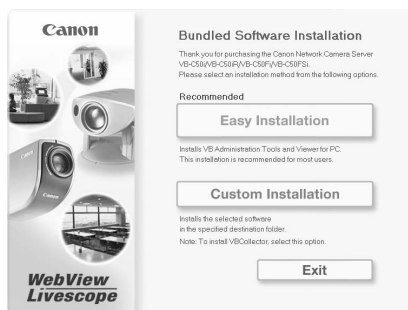 Canon
Bundled Software Installation
Thank you for purchasing the Canon Network Camera Server
VB-C50i/VB-C50iR/VB-C50Fi/VB-C50FSi.
Please select an installation method from the following options.
Recommended
Easy Installation
Installs VB Administration Tools and Viewer for PC.
This installation is recommended for most users.
Custom Installation
Installs the selected software
in the specified destination folder.
Note: To install VBCollector, select this option.
Exit
Canon
WebView
Livescope